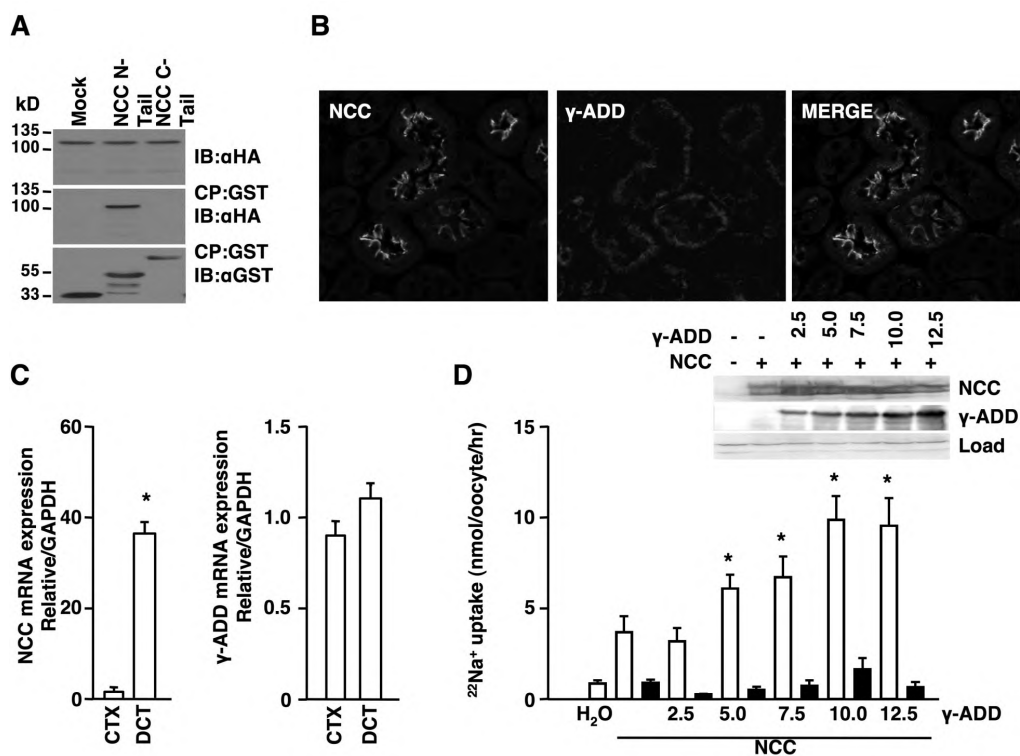 A
kD
Mock
NCC N-
Tail
NCC C-
Tail
135
100
IB:αHA
135
100
CP:GST
IB:αHA
55
33
CP:GST
IB:αGST
B
NCC
γ-ADD
MERGE
C
NCC mRNA expression
Relative/GAPDH
60
40
20
0
*
CTX
DCT
γ-ADD mRNA expression
Relative/GAPDH
1.5
1.0
0.5
0
CTX
DCT
D
γ-ADD - - 2.5 5.0 7.5 10.0 12.5
NCC - + + + + + +
NCC
γ-ADD
Load
²²Na⁺ uptake (nmol/oocyte/hr)
15
10
5
0
* * * *
H₂O 2.5 5.0 7.5 10.0 12.5 γ-ADD
NCC